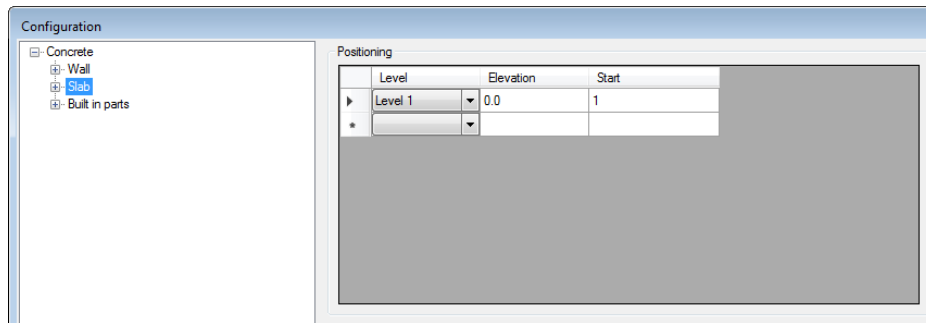 Configuration
Concrete
Wall
Slab
Built in parts
Positioning
Level Elevation Start
Level 1 0.0 1
*